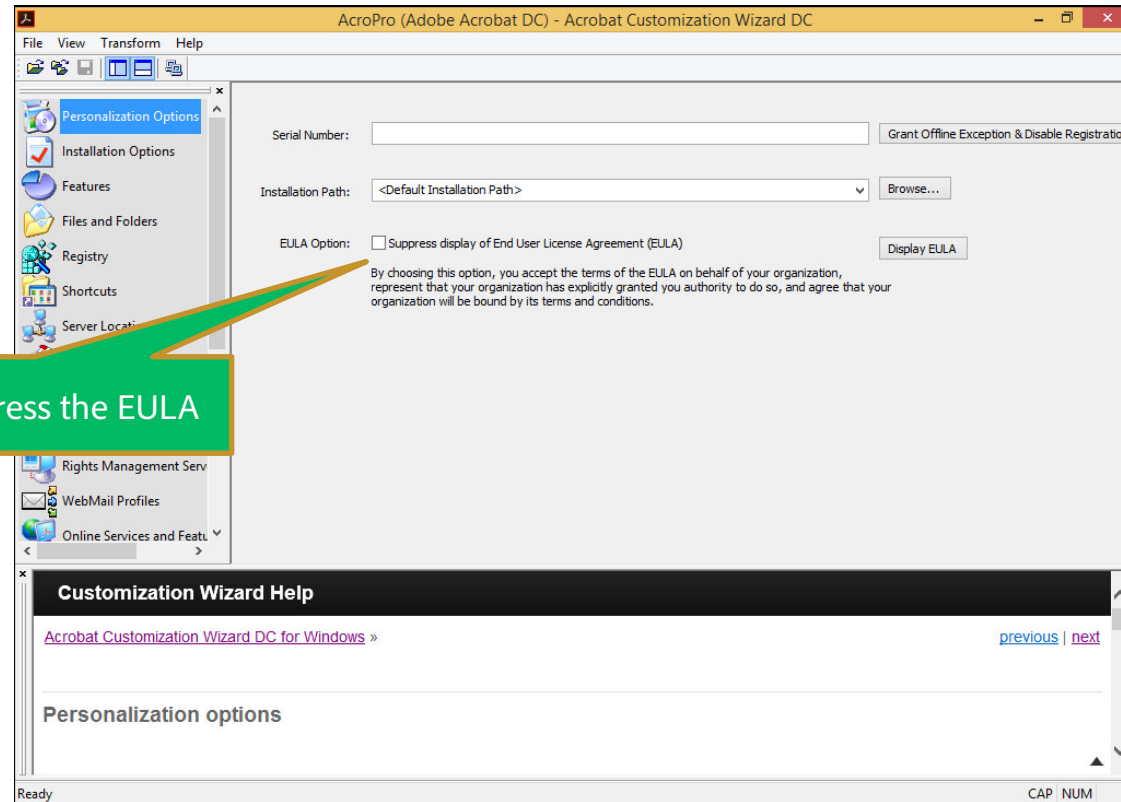 AcroPro (Adobe Acrobat DC) - Acrobat Customization Wizard DC
File View Transform Help
Personalization Options
Installation Options
Features
Files and Folders
Registry
Shortcuts
Server Locati
Rights Management Serv
WebMail Profiles
Online Services and Featu
Serial Number:
Grant Offline Exception & Disable Registratio
Installation Path:
<Default Installation Path>
Browse...
EULA Option:
Suppress display of End User License Agreement (EULA)
Display EULA
By choosing this option, you accept the terms of the EULA on behalf of your organization,
represent that your organization has explicitly granted you authority to do so, and agree that your
organization will be bound by its terms and conditions.
ress the EULA
Customization Wizard Help
Acrobat Customization Wizard DC for Windows »
previous | next
Personalization options
Ready
CAP NUM